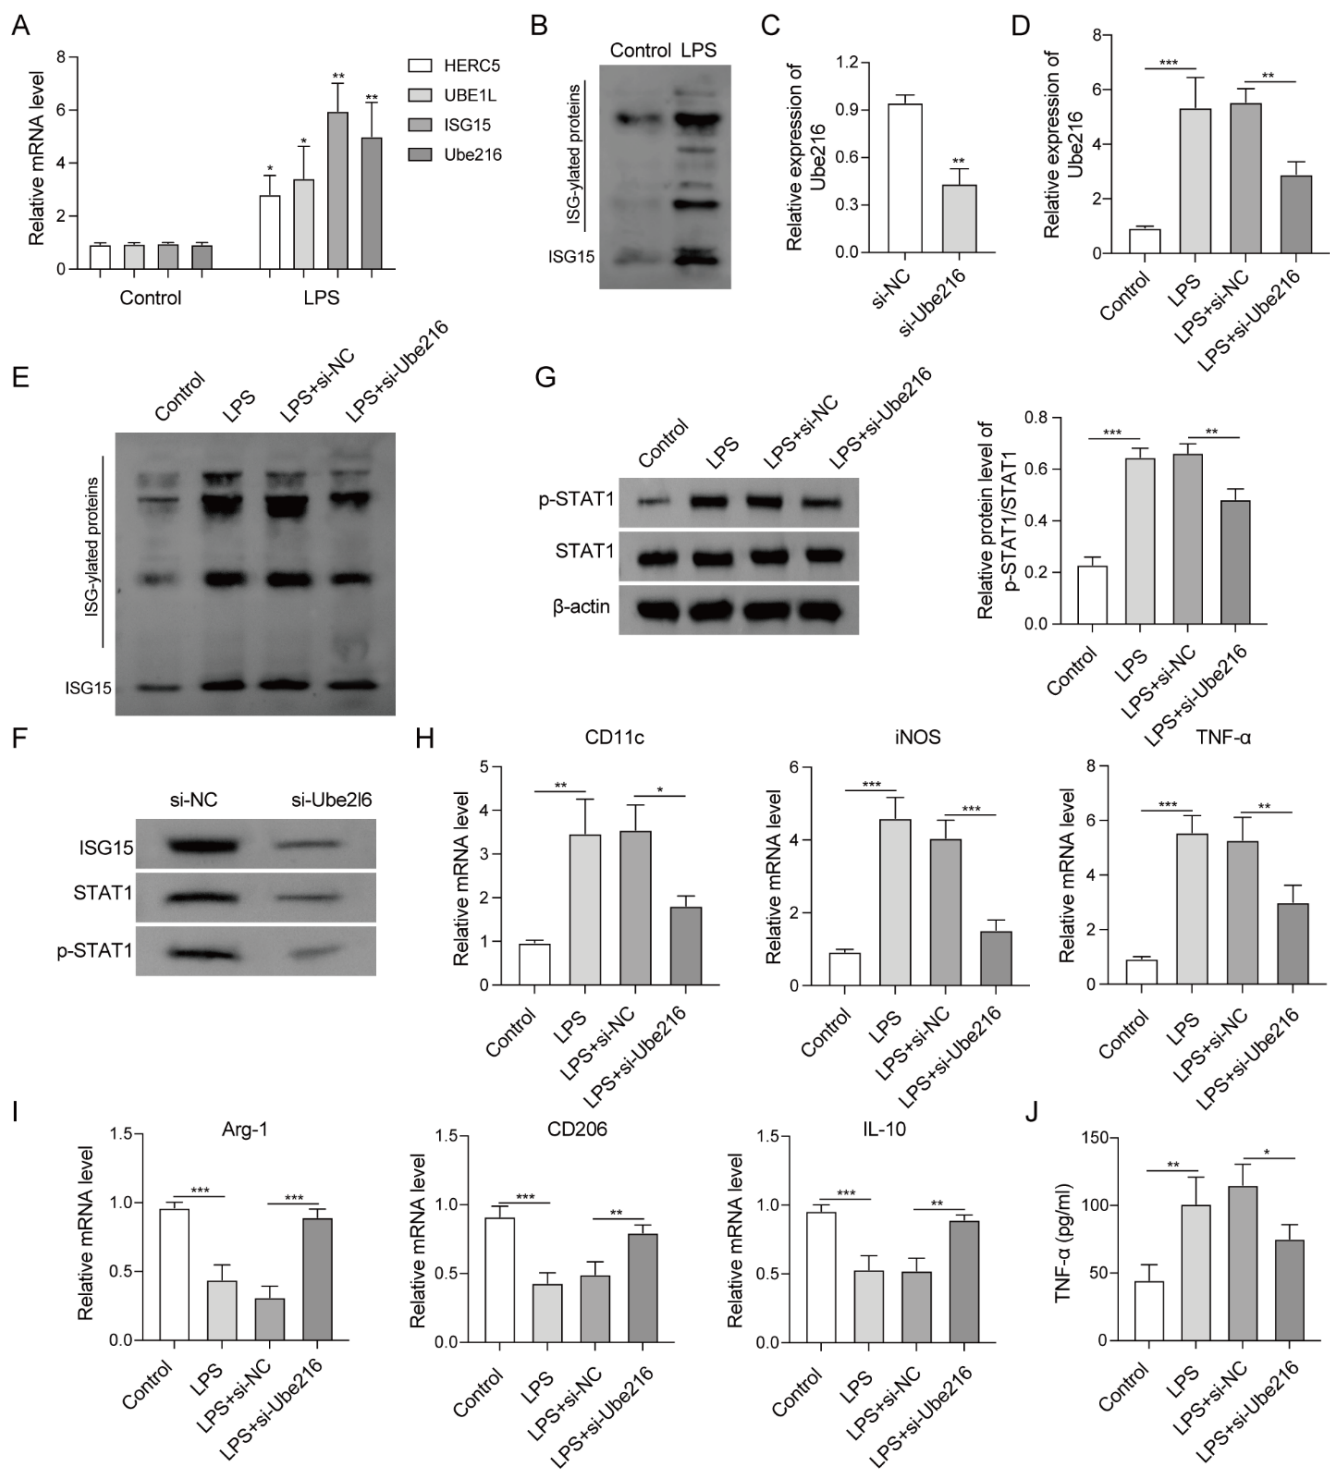 A
Relative mRNA level
8
6
4
2
0
*
*
**
**
Control
LPS
HERC5
UBE1L
ISG15
Ube216
B
Control LPS
ISG-ylated proteins
ISG15
C
Relative expression of
Ube216
1.2
0.9
0.6
0.3
0.0
**
si-NC
si-Ube216
D
Relative expression of
Ube216
8
6
4
2
0
***
**
Control
LPS
LPS+si-NC
LPS+si-Ube216
E
Control
LPS
LPS+si-NC
LPS+si-Ube216
ISG-ylated proteins
ISG15
G
Control
LPS
LPS+si-NC
LPS+si-Ube216
p-STAT1
STAT1
β-actin
Relative protein level of
p-STAT1/STAT1
0.8
0.6
0.4
0.2
0.0
***
**
Control
LPS
LPS+si-NC
LPS+si-Ube216
F
si-NC
si-Ube2l6
ISG15
STAT1
p-STAT1
H
CD11c
Relative mRNA level
5
4
3
2
1
0
**
*
Control
LPS
LPS+si-NC
LPS+si-Ube216
iNOS
Relative mRNA level
6
4
2
0
***
***
Control
LPS
LPS+si-NC
LPS+si-Ube216
TNF-α
Relative mRNA level
8
6
4
2
0
***
**
Control
LPS
LPS+si-NC
LPS+si-Ube216
I
Arg-1
Relative mRNA level
1.5
1.0
0.5
0.0
***
***
Control
LPS
LPS+si-NC
LPS+si-Ube216
CD206
Relative mRNA level
1.5
1.0
0.5
0.0
***
**
Control
LPS
LPS+si-NC
LPS+si-Ube216
IL-10
Relative mRNA level
1.5
1.0
0.5
0.0
***
**
Control
LPS
LPS+si-NC
LPS+si-Ube216
J
TNF-α (pg/ml)
150
100
50
0
**
*
Control
LPS
LPS+si-NC
LPS+si-Ube216